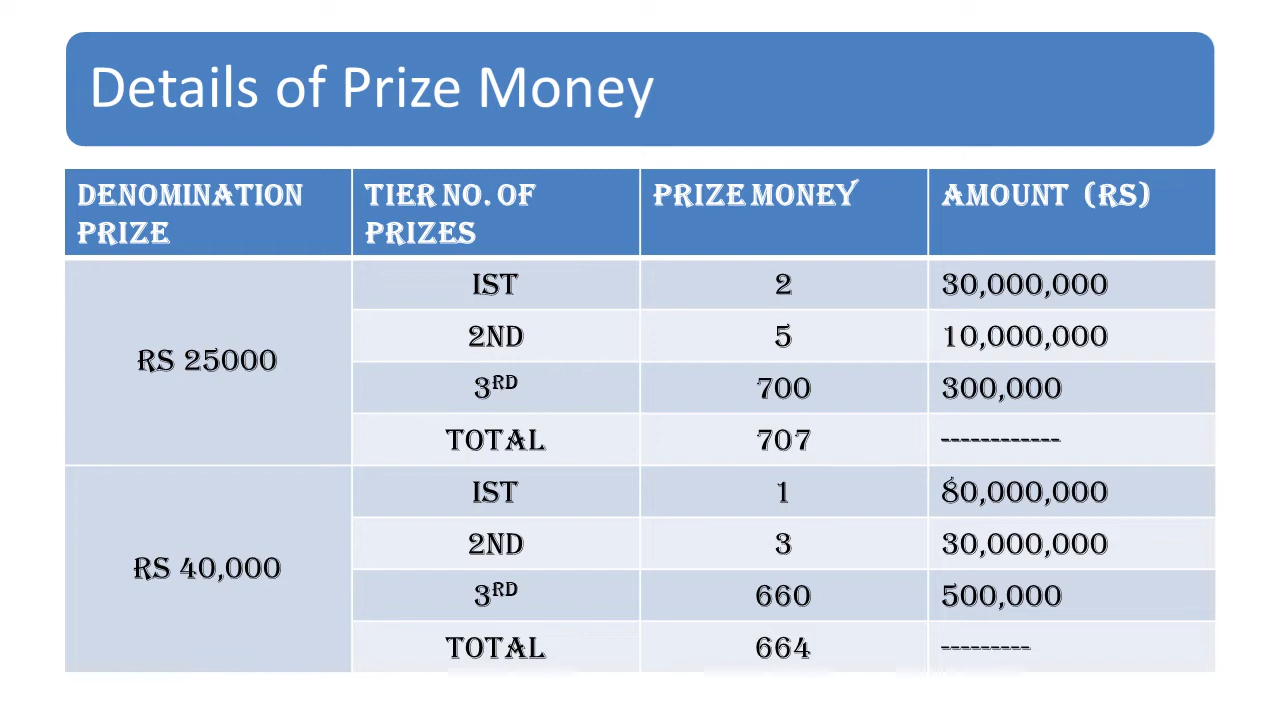 Details of Prize Money
DENOMINATION PRIZE | TIER NO. OF PRIZES | PRIZE MONEY | AMOUNT (RS)
RS 25000 | IST | 2 | 30,000,000
2ND | 5 | 10,000,000
3RD | 700 | 300,000
TOTAL | 707 | ------------
RS 40,000 | IST | 1 | 80,000,000
2ND | 3 | 30,000,000
3RD | 660 | 500,000
TOTAL | 664 | ---------